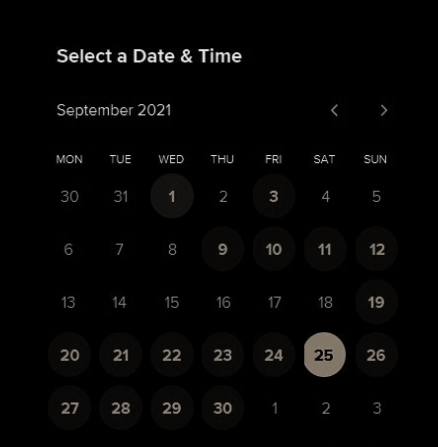 Select a Date & Time
September 2021
MON TUE WED THU FRI SAT SUN
30 31 1 2 3 4 5
6 7 8 9 10 11 12
13 14 15 16 17 18 19
20 21 22 23 24 25 26
27 28 29 30 1 2 3